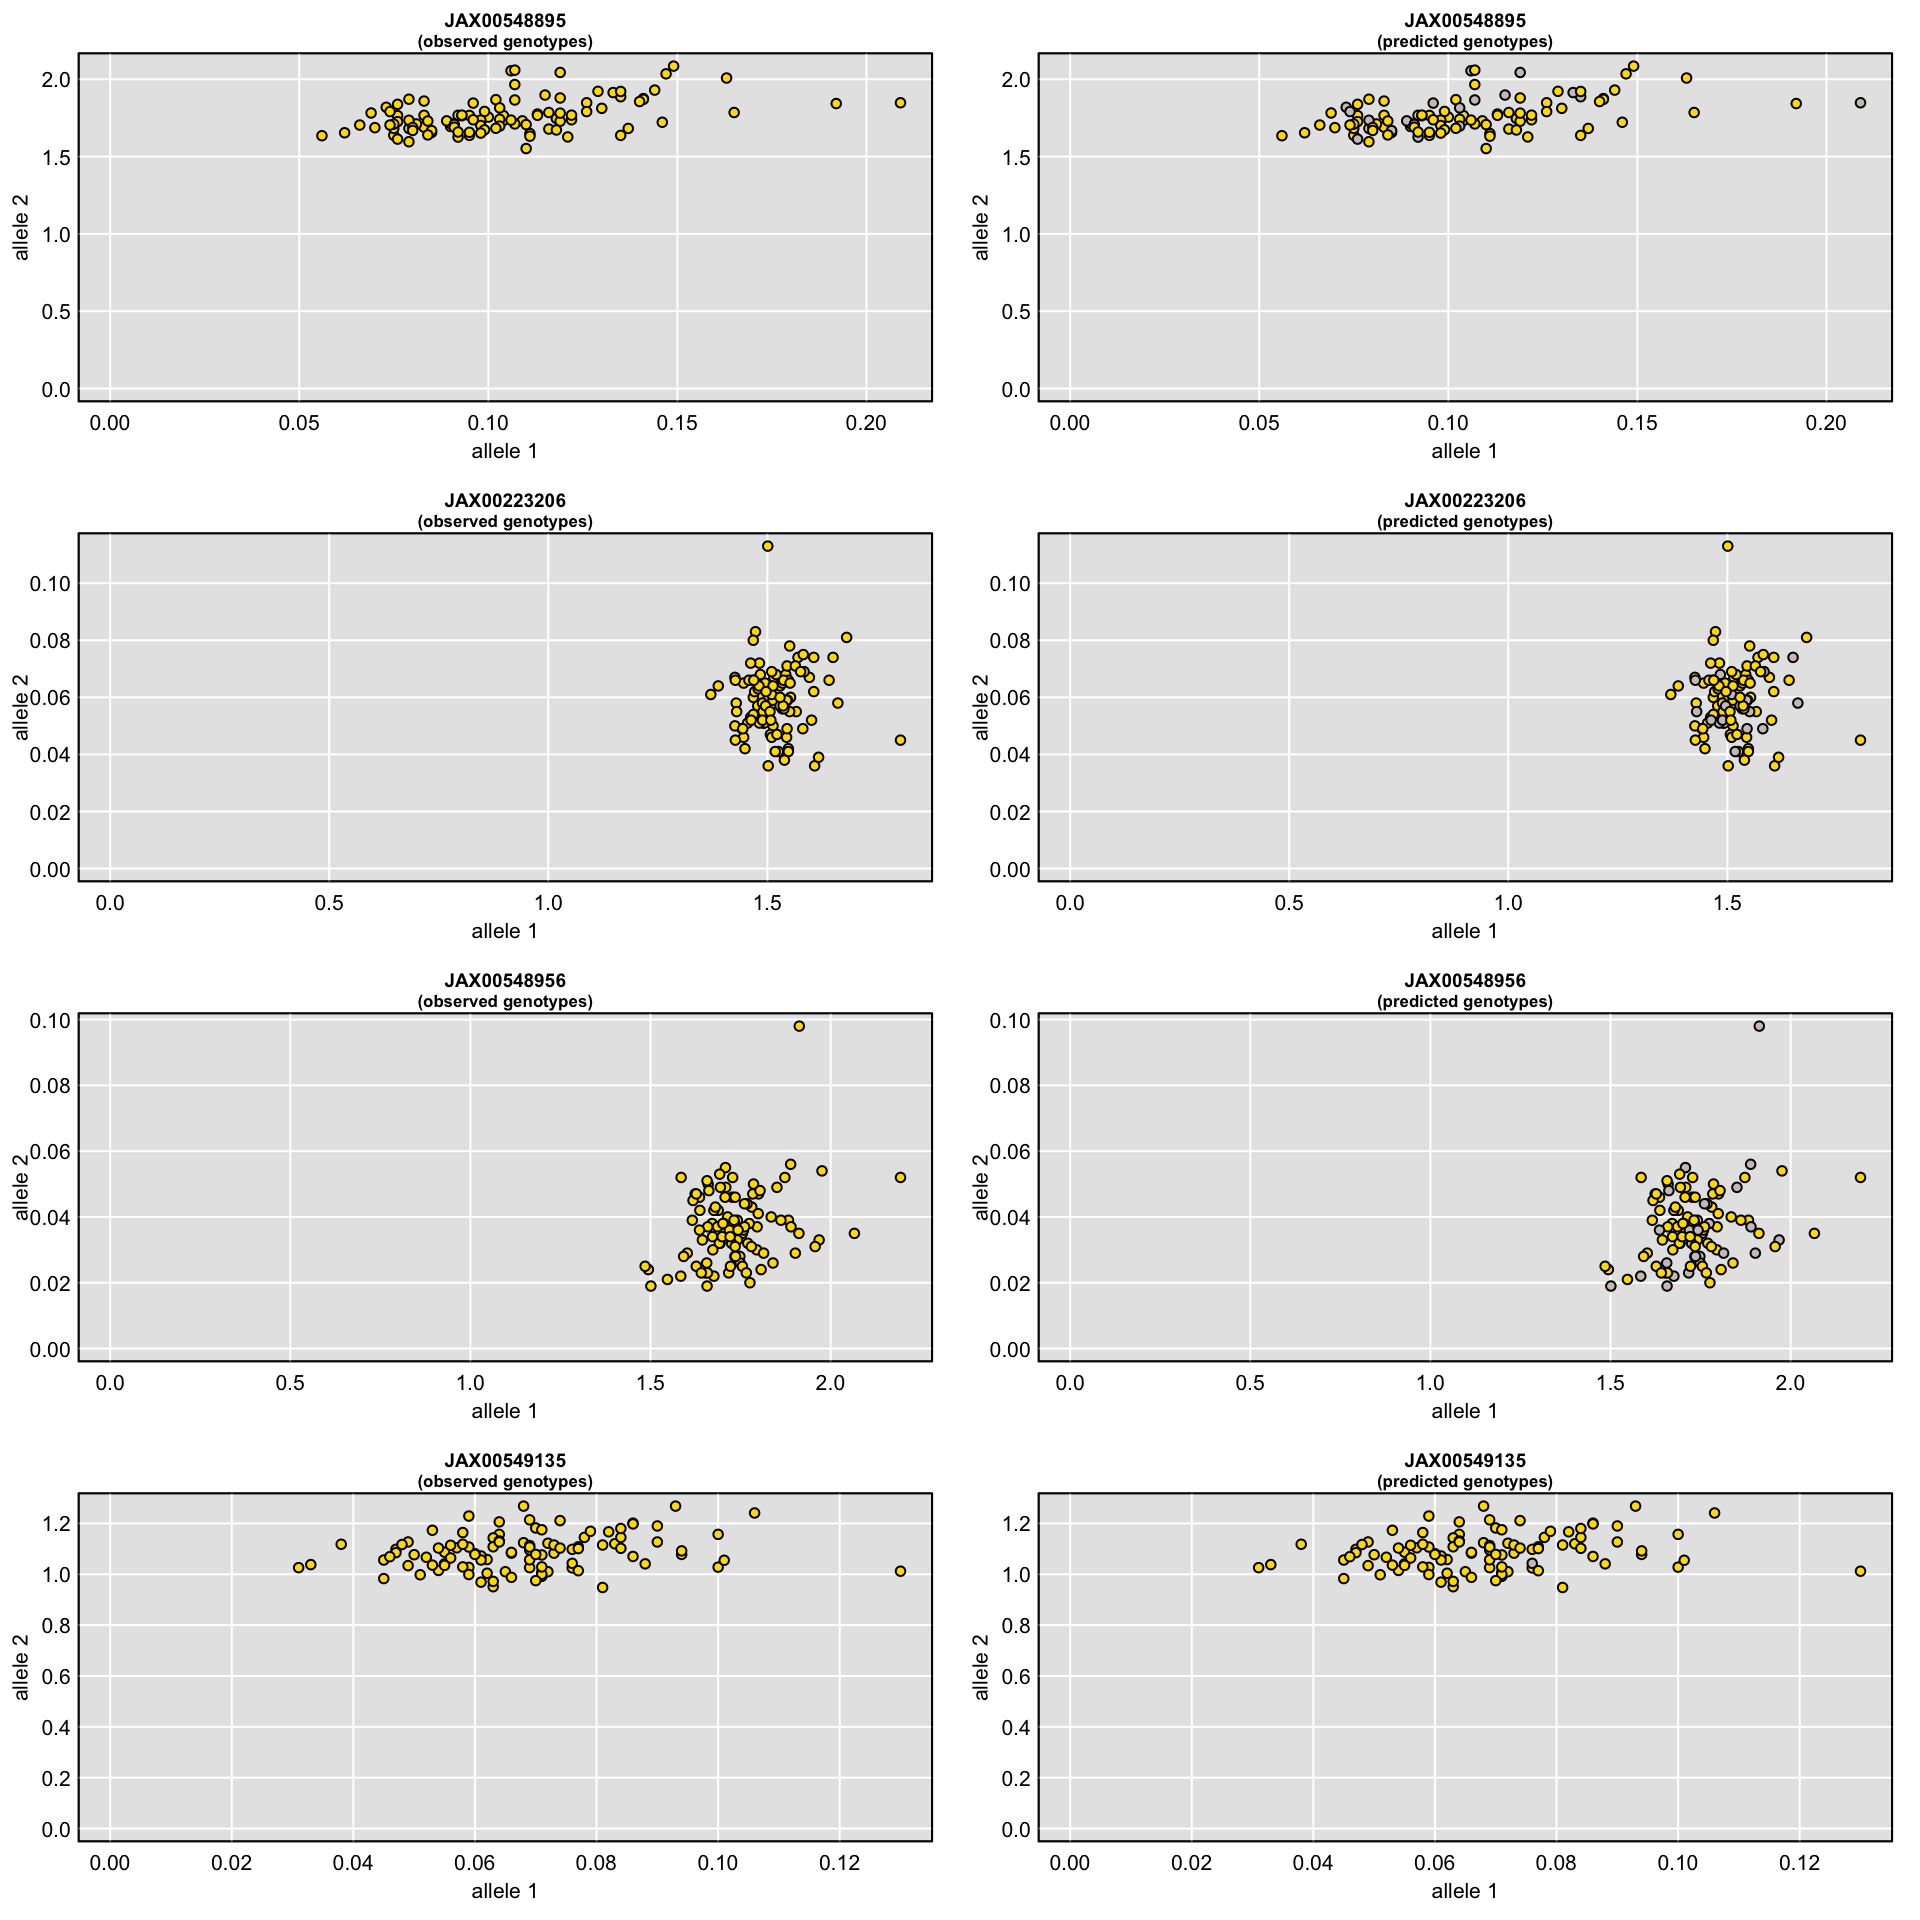 JAX00548895
(observed genotypes)
2.0
1.5
1.0
0.5
0.0
allele 2
0.00 0.05 0.10 0.15 0.20
allele 1
JAX00548895
(predicted genotypes)
2.0
1.5
1.0
0.5
0.0
allele 2
0.00 0.05 0.10 0.15 0.20
allele 1
JAX00223206
(observed genotypes)
0.10
0.08
0.06
0.04
0.02
0.00
allele 2
0.0 0.5 1.0 1.5
allele 1
JAX00223206
(predicted genotypes)
0.10
0.08
0.06
0.04
0.02
0.00
allele 2
0.0 0.5 1.0 1.5
allele 1
JAX00548956
(observed genotypes)
0.10
0.08
0.06
0.04
0.02
0.00
allele 2
0.0 0.5 1.0 1.5 2.0
allele 1
JAX00548956
(predicted genotypes)
0.10
0.08
0.06
0.04
0.02
0.00
allele 2
0.0 0.5 1.0 1.5 2.0
allele 1
JAX00549135
(observed genotypes)
1.2
1.0
0.8
0.6
0.4
0.2
0.0
allele 2
0.00 0.02 0.04 0.06 0.08 0.10 0.12
allele 1
JAX00549135
(predicted genotypes)
1.2
1.0
0.8
0.6
0.4
0.2
0.0
allele 2
0.00 0.02 0.04 0.06 0.08 0.10 0.12
allele 1